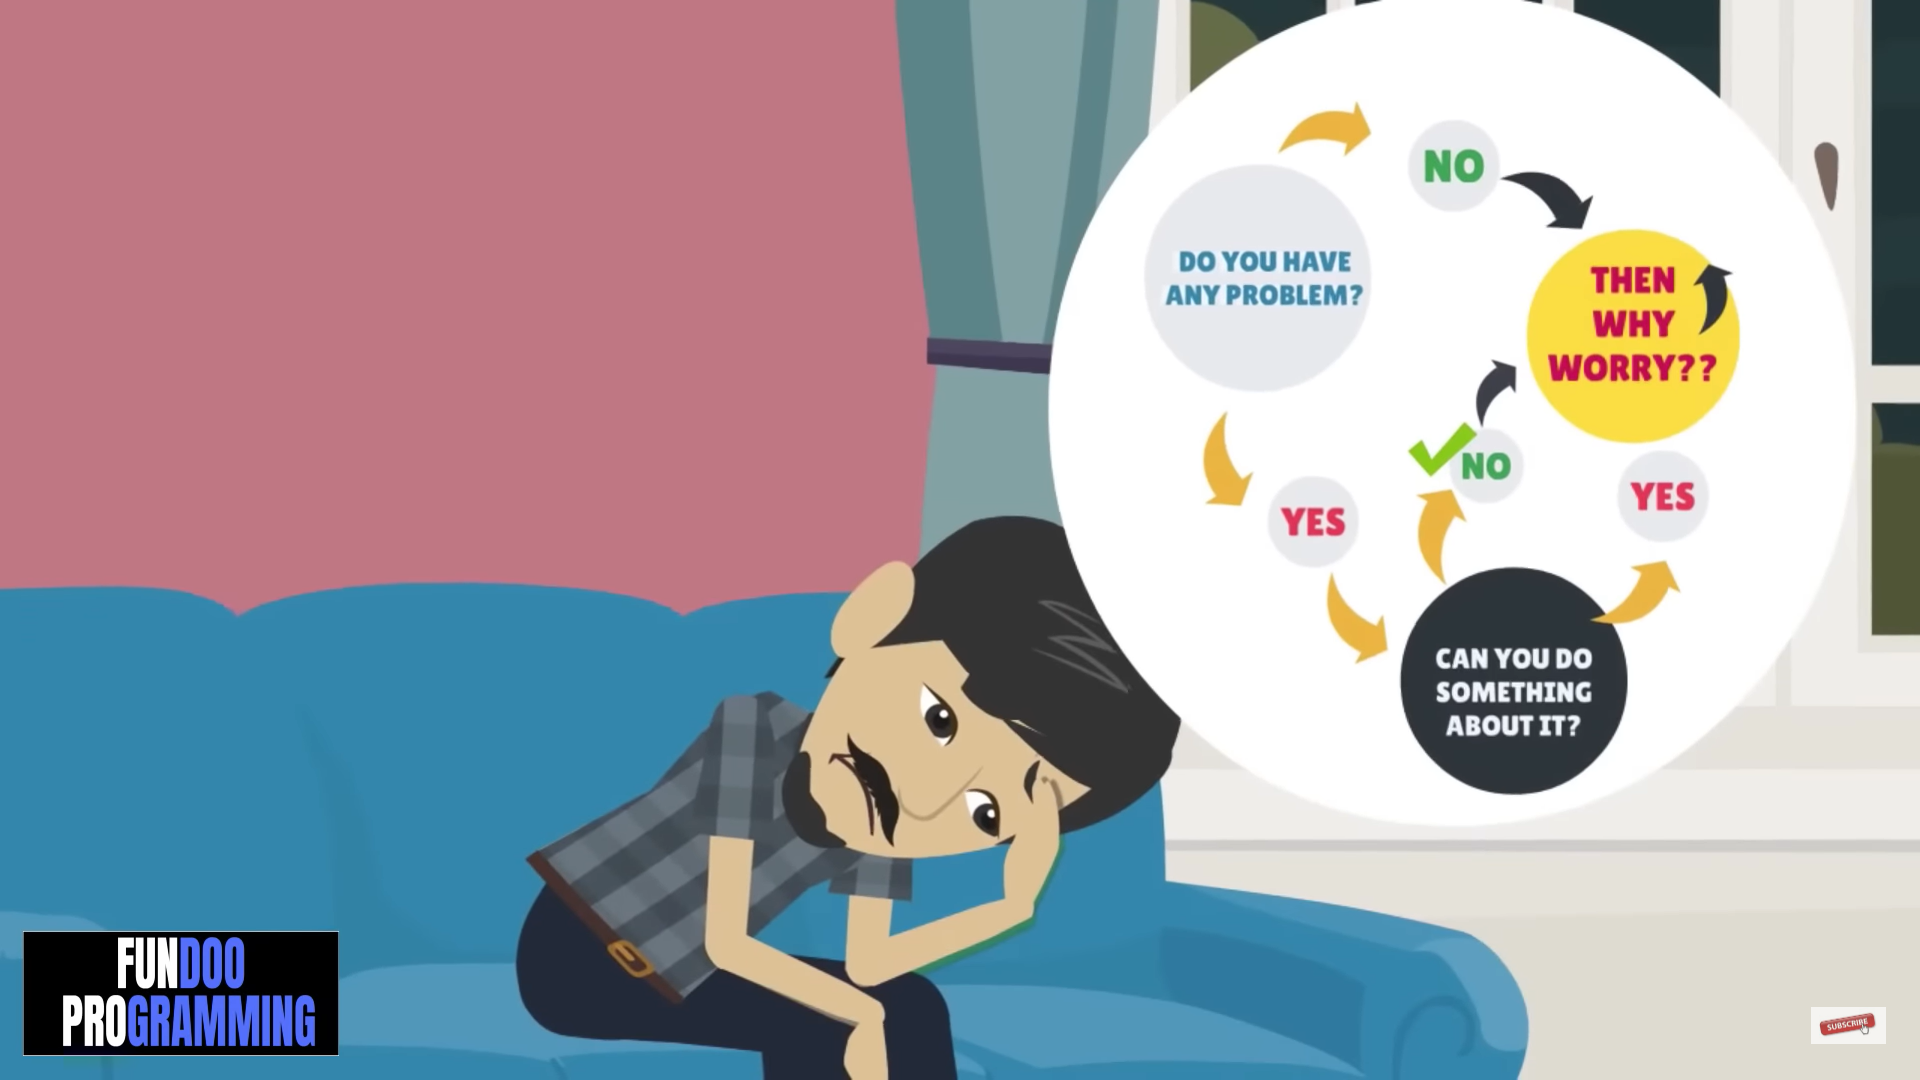 NO
DO YOU HAVE
ANY PROBLEM?
THEN
WHY
WORRY??
NO
YES
YES
CAN YOU DO
SOMETHING
ABOUT IT?
FUNDOO
PROGRAMMING
SUBSCRIBE